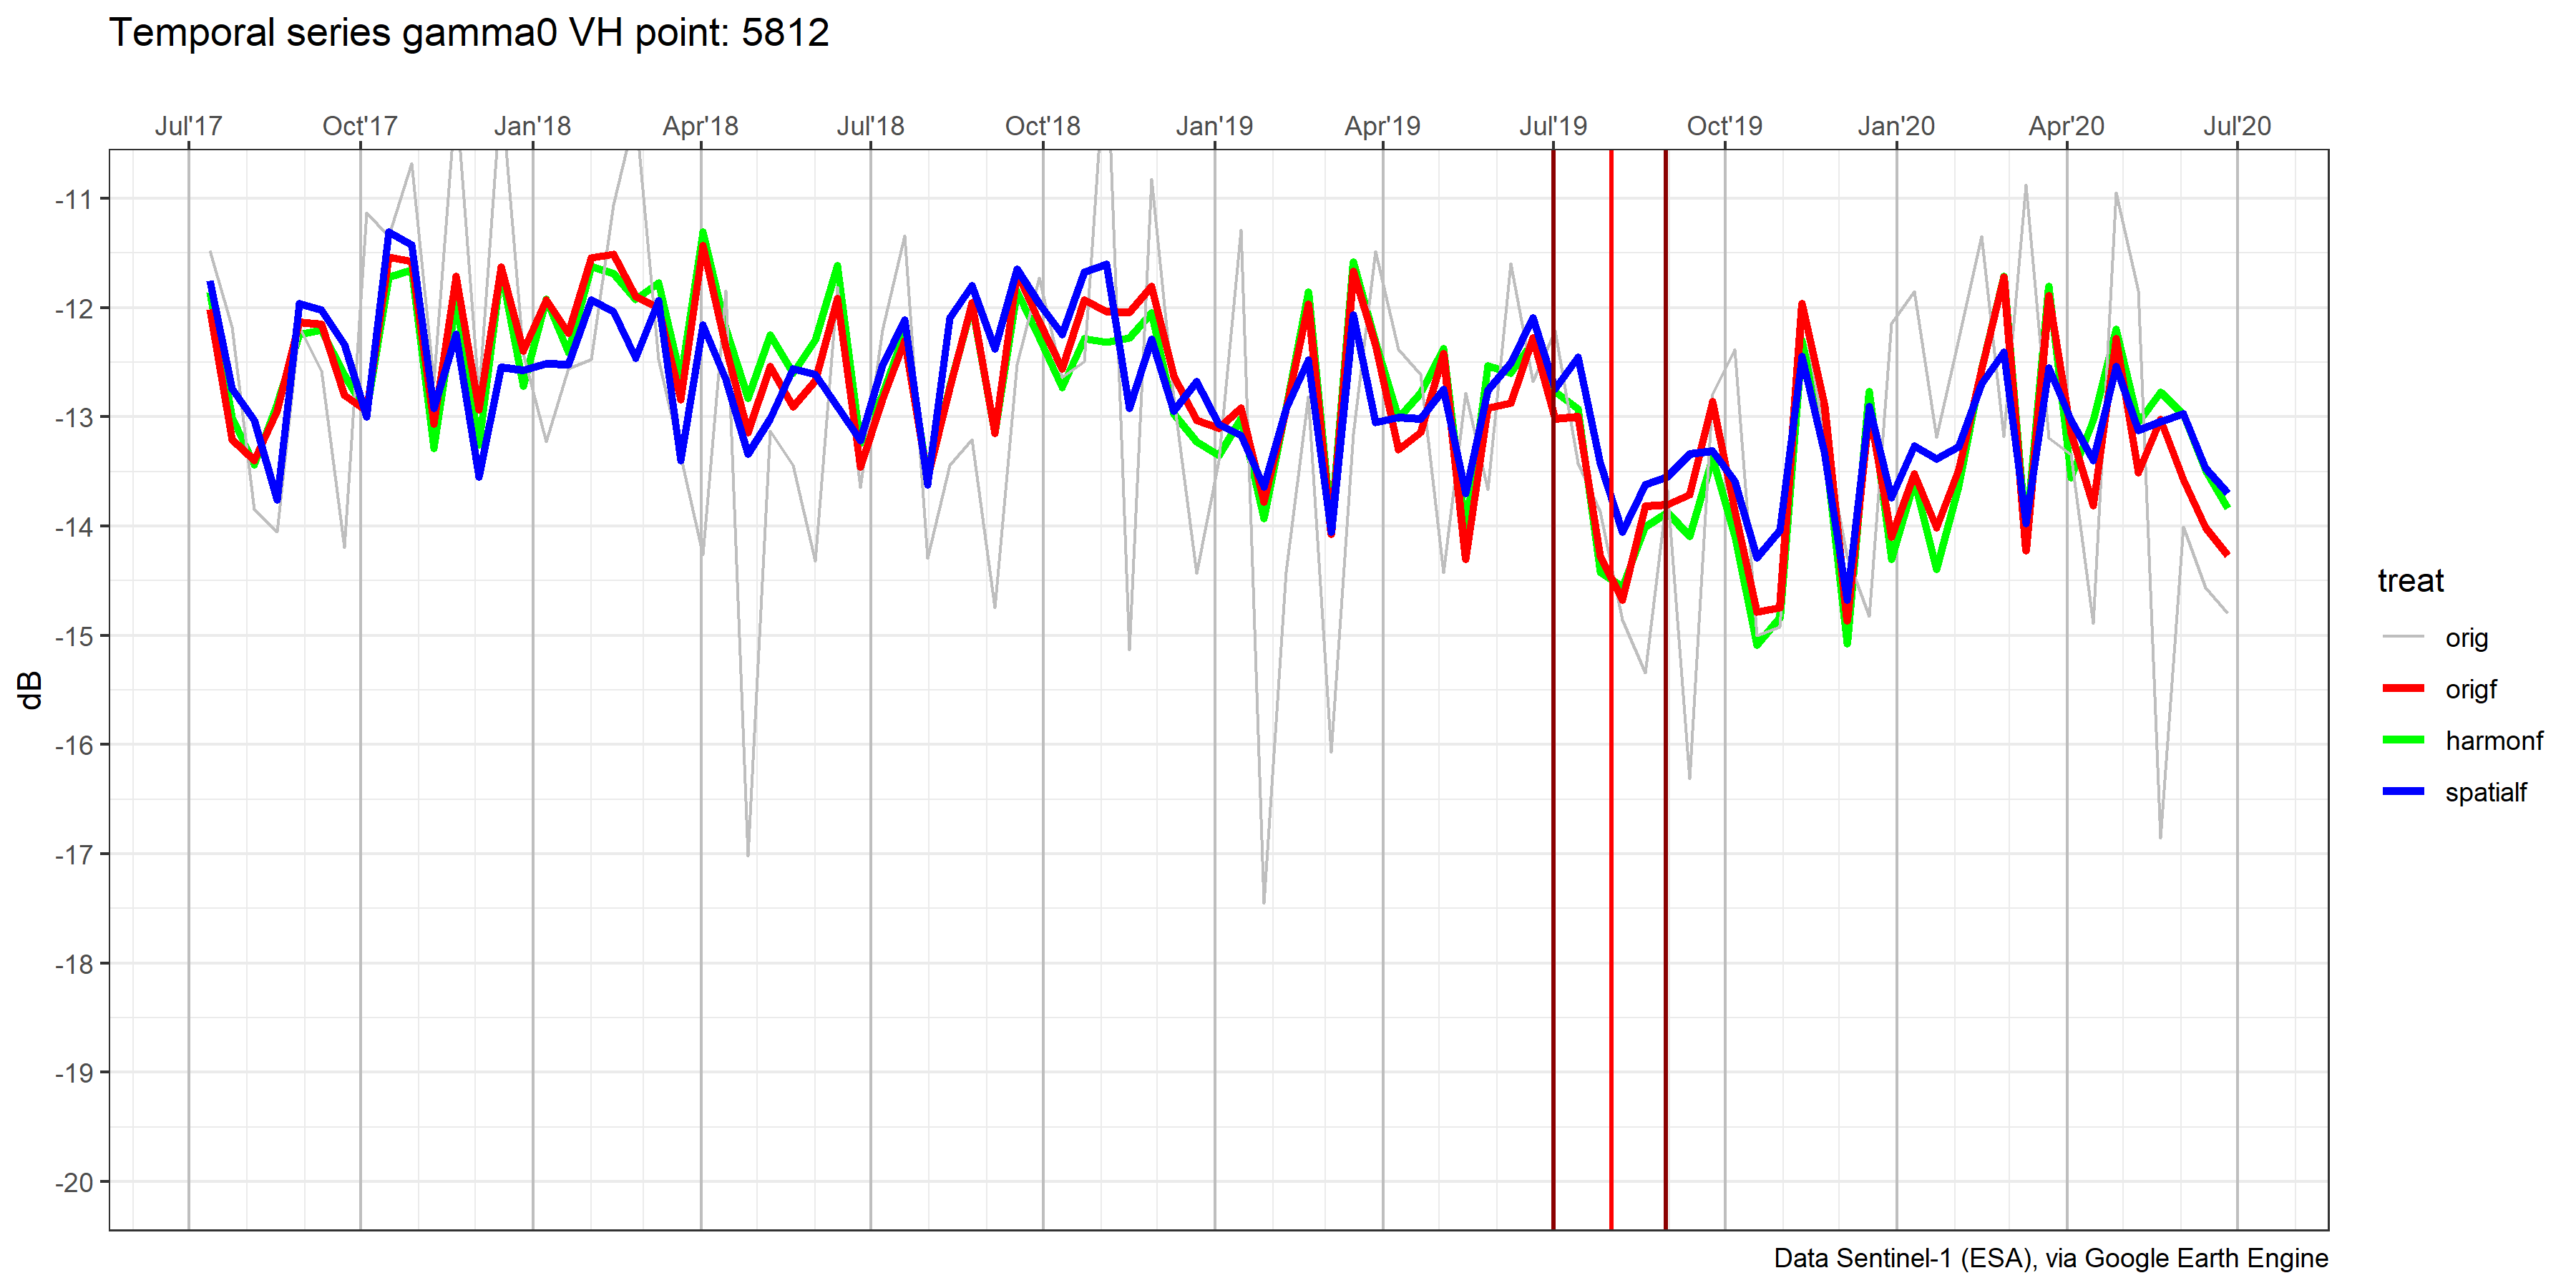 Temporal series gamma0 VH point: 5812
Jul'17 Oct'17 Jan'18 Apr'18 Jul'18 Oct'18 Jan'19 Apr'19 Jul'19 Oct'19 Jan'20 Apr'20 Jul'20
-11
-12
-13
-14
-15
-16
-17
-18
-19
-20
dB
treat
orig
origf
harmonf
spatialf
Data Sentinel-1 (ESA), via Google Earth Engine